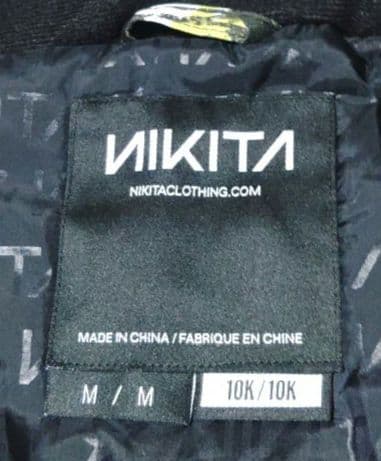 NIKITA
NIKITACLOTHING.COM
MADE IN CHINA / FABRIQUE EN CHINE
M / M
10K/10K